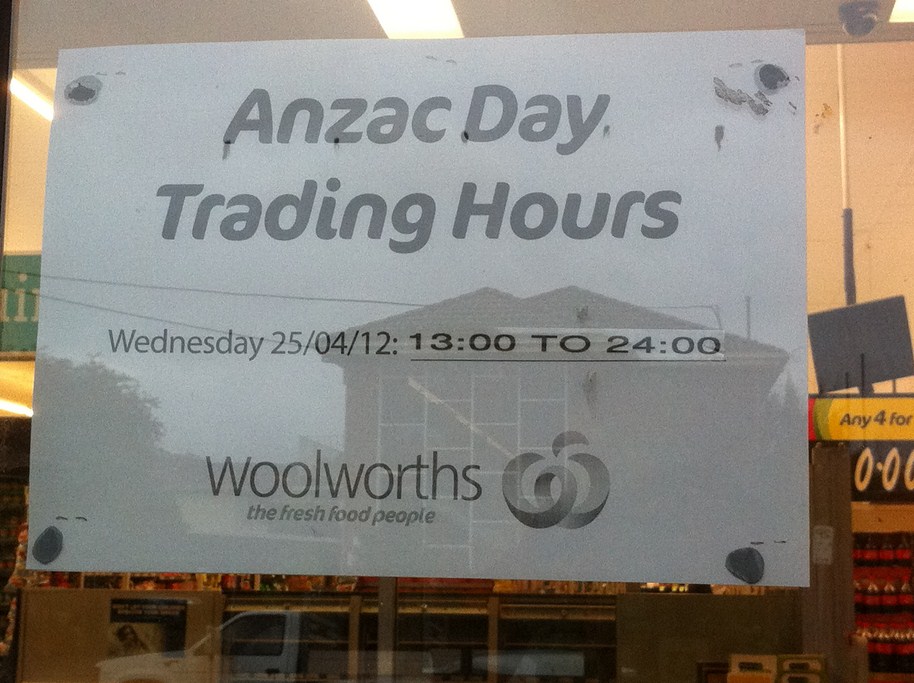 Anzac Day
Trading Hours
Wednesday 25/04/12: 13:00 TO 24:00
Woolworths
the fresh food people
Any 4 for